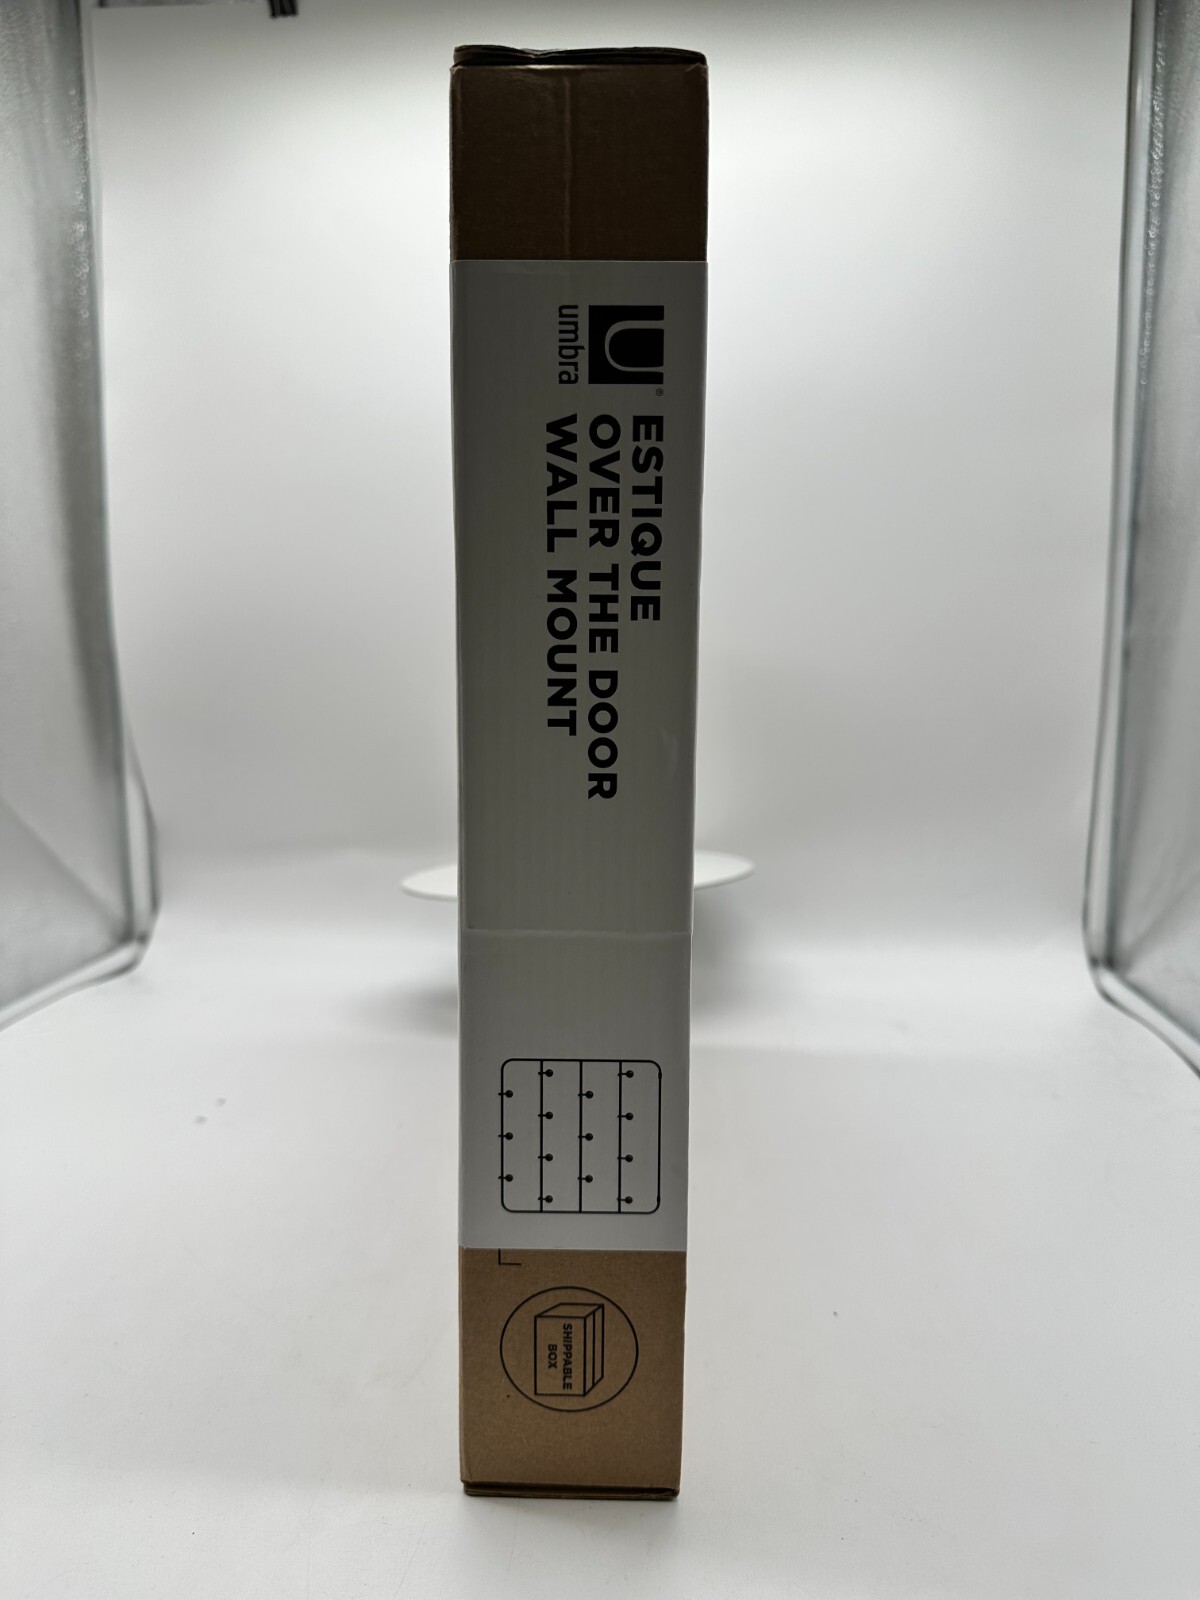 umbra®
ESTIQUE
OVER THE DOOR
WALL MOUNT
SHIPPABLE
BOX